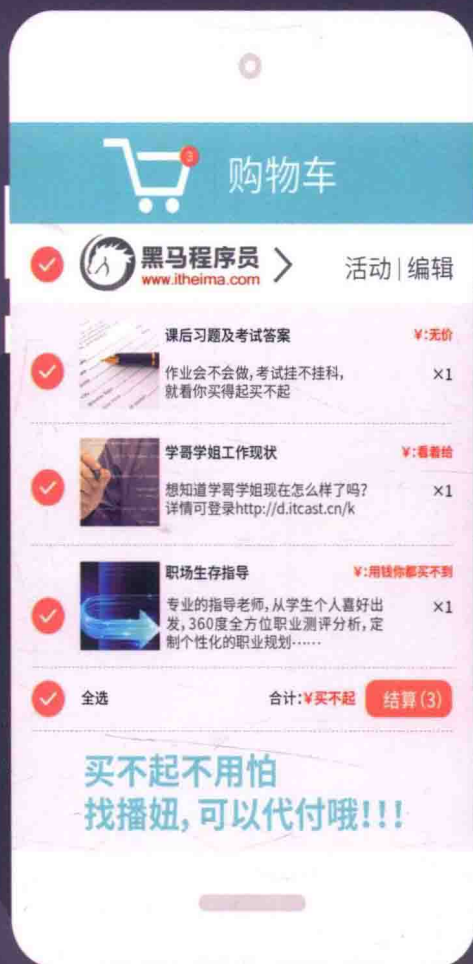 3
购物车
黑马程序员
www.itheima.com
活动|编辑
课后习题及考试答案
¥:无价
作业会不会做,考试挂不挂科,
就看你买得起买不起
×1
学哥学姐工作现状
¥:看着给
想知道学哥学姐现在怎么样了吗?
详情可登录http://d.itcast.cn/k
×1
职场生存指导
¥:用钱你都买不到
专业的指导老师,从学生个人喜好出
发,360度全方位职业测评分析,定
制个性化的职业规划……
×1
全选
合计:¥买不起
结算(3)
买不起不用怕
找播妞,可以代付哦!!!